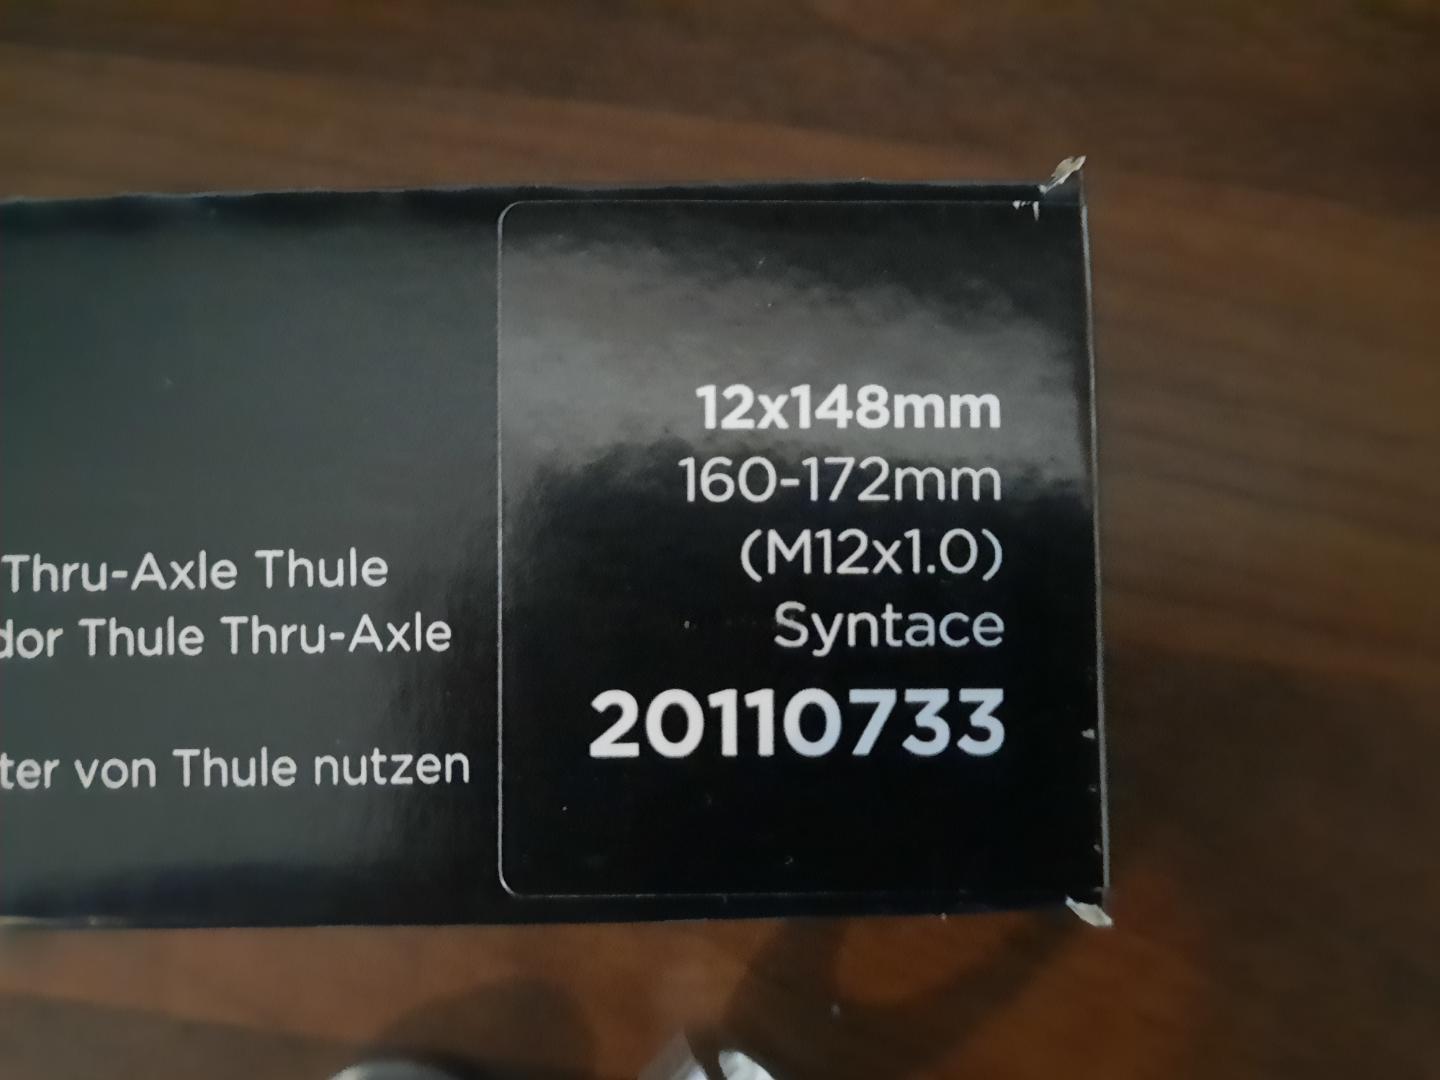 Thru-Axle Thule
dor Thule Thru-Axle
ter von Thule nutzen
12x148mm
160-172mm
(M12x1.0)
Syntace
20110733